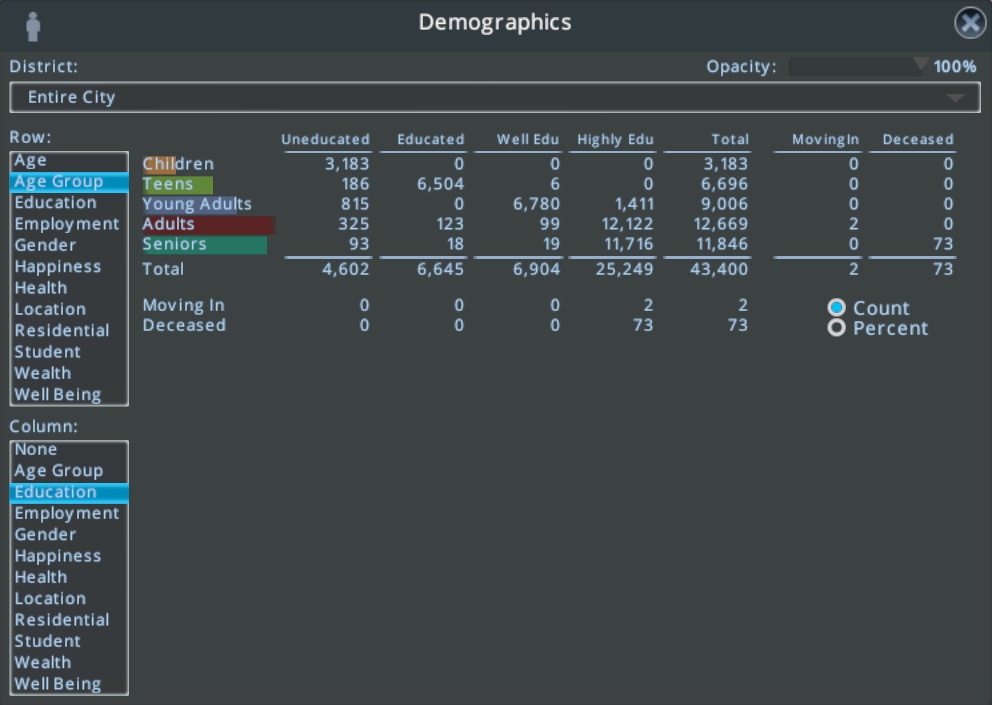 Demographics
District: Opacity: 100%
Entire City
Row:
Age
Age Group
Education
Employment
Gender
Happiness
Health
Location
Residential
Student
Wealth
Well Being
Uneducated Educated Well Edu Highly Edu Total MovingIn Deceased
Children 3,183 0 0 0 3,183 0 0
Teens 186 6,504 6 0 6,696 0 0
Young Adults 815 0 6,780 1,411 9,006 0 0
Adults 325 123 99 12,122 12,669 2 0
Seniors 93 18 19 11,716 11,846 0 73
Total 4,602 6,645 6,904 25,249 43,400 2 73
Moving In 0 0 0 2 2
Deceased 0 0 0 73 73
Count
Percent
Column:
None
Age Group
Education
Employment
Gender
Happiness
Health
Location
Residential
Student
Wealth
Well Being